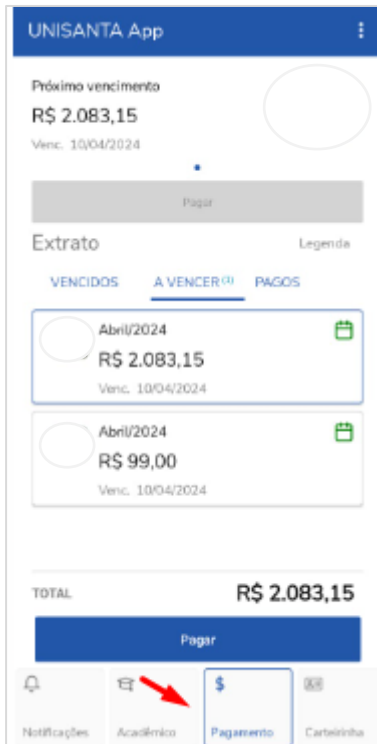 UNISANTA App
Próximo vencimento
R$ 2.083,15
Venc. 10/04/2024
Pagar
Extrato
Legenda
VENCIDOS A VENCER PAGOS
Abril/2024
R$ 2.083,15
Venc. 10/04/2024
Abril/2024
R$ 99,00
Venc. 10/04/2024
TOTAL R$ 2.083,15
Pagar
$
Notificações Acadêmico Pagamento Carteirinha